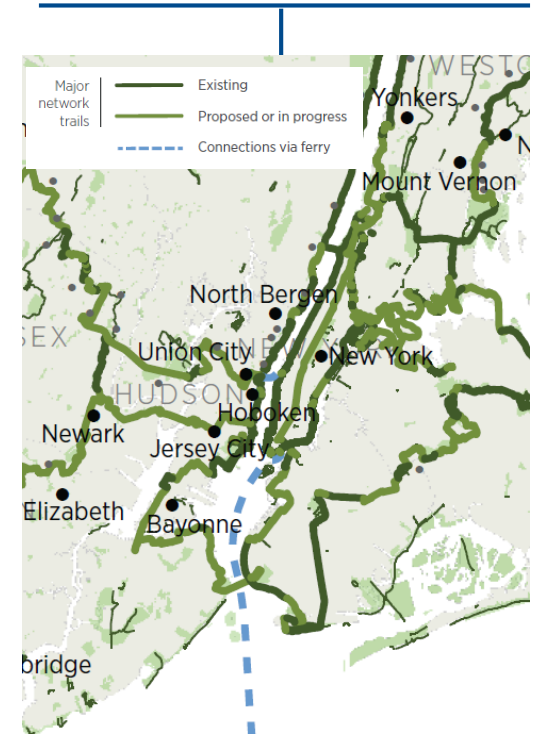 Major
network
trails
Existing
Proposed or in progress
Connections via ferry
WESTC
Yonkers
N
Mount Vernon
North Bergen
SEX
Union City
NEW YORK
New York
HUDSON
Hoboken
Newark
Jersey City
Elizabeth
Bayonne
bridge